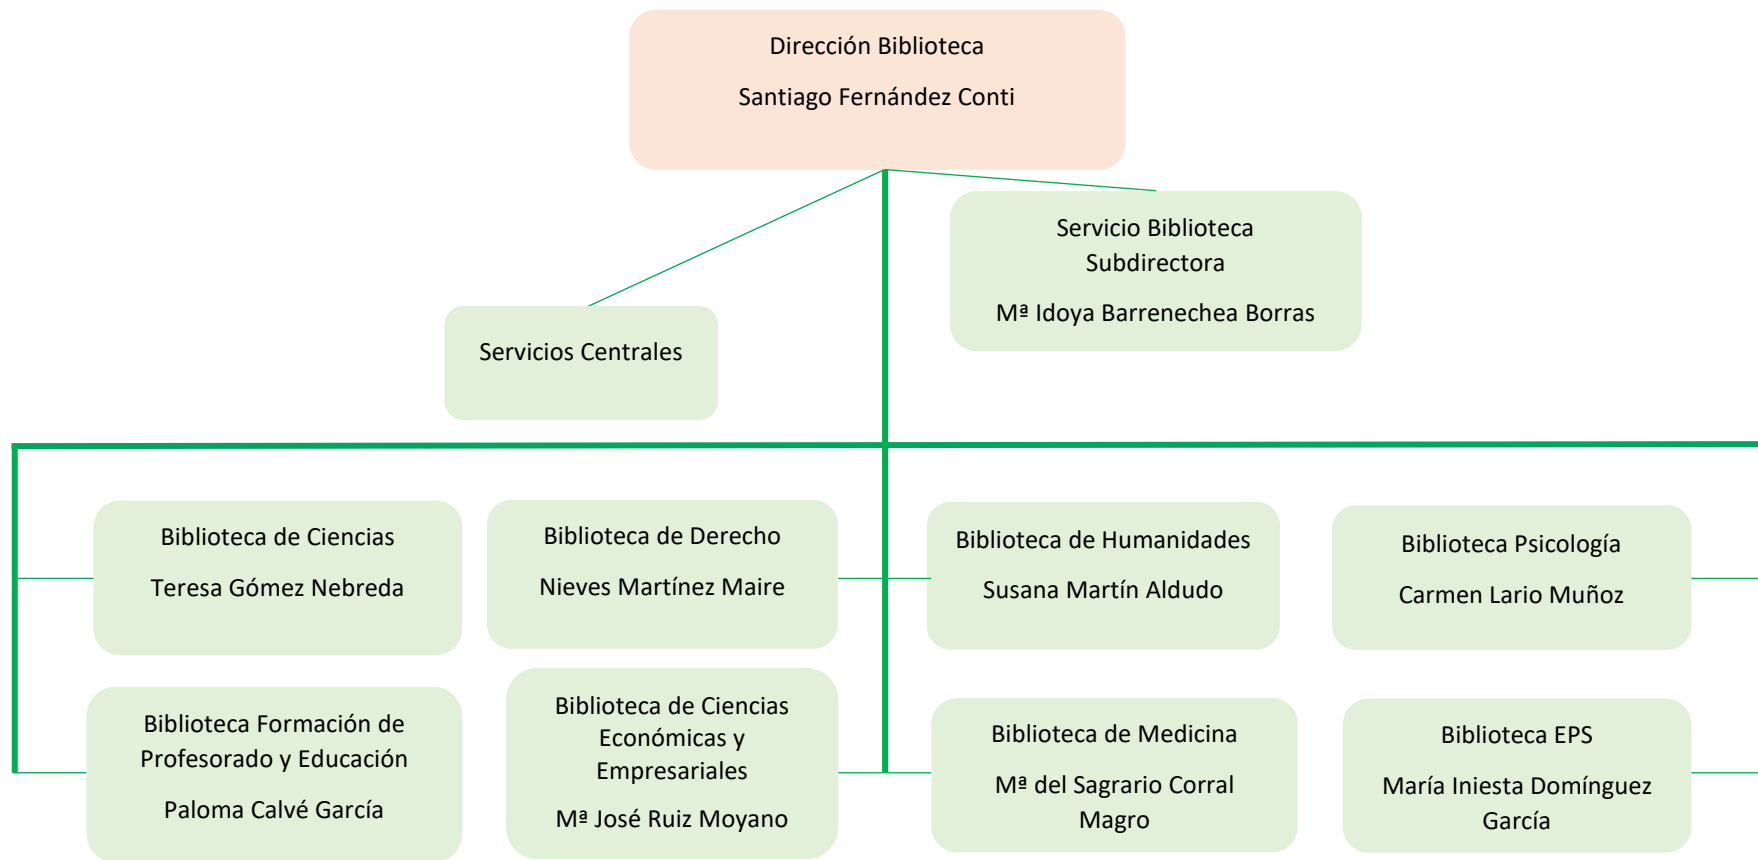 Dirección Biblioteca
Santiago Fernández Conti
Servicio Biblioteca
Subdirectora
Mª Idoya Barrenechea Borras
Servicios Centrales
Biblioteca de Ciencias
Teresa Gómez Nebreda
Biblioteca de Derecho
Nieves Martínez Maire
Biblioteca de Humanidades
Susana Martín Aldudo
Biblioteca Psicología
Carmen Lario Muñoz
Biblioteca Formación de
Profesorado y Educación
Paloma Calvé García
Biblioteca de Ciencias
Económicas y
Empresariales
Mª José Ruiz Moyano
Biblioteca de Medicina
Mª del Sagrario Corral
Magro
Biblioteca EPS
María Iniesta Domínguez
García